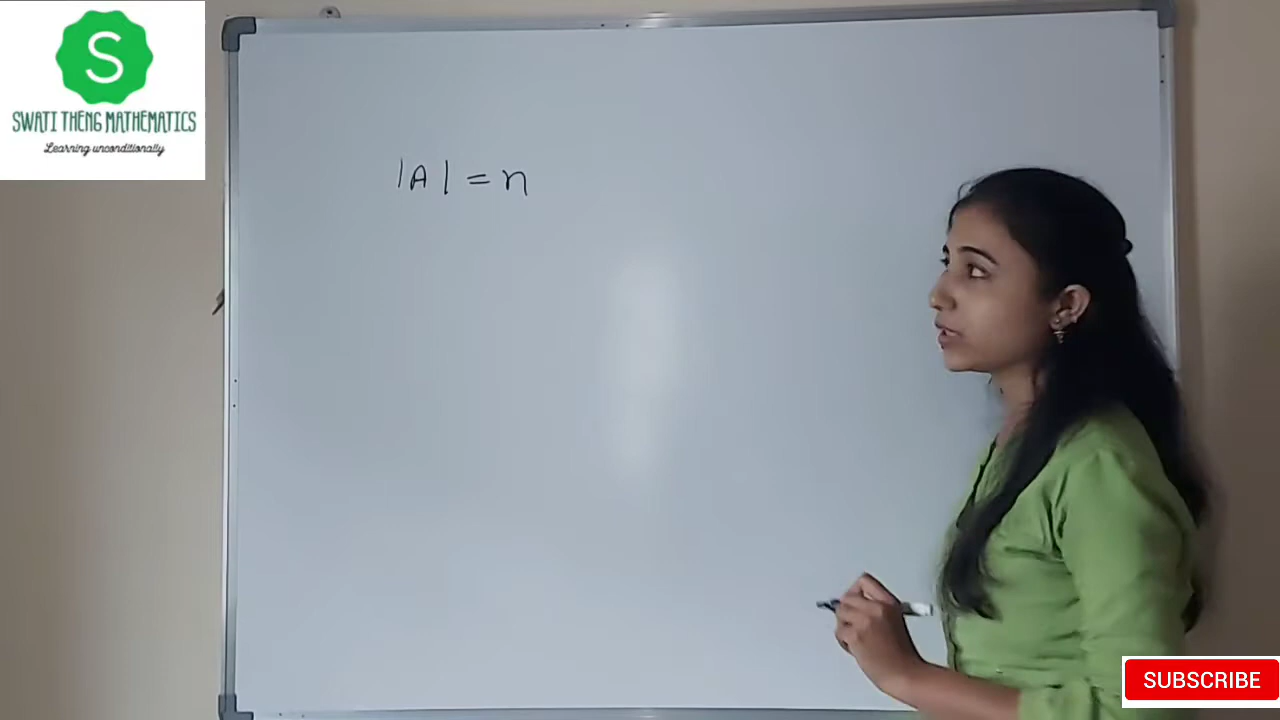 S
SWATI THENG MATHEMATICS
Learning unconditionally
|A| = n
SUBSCRIBE